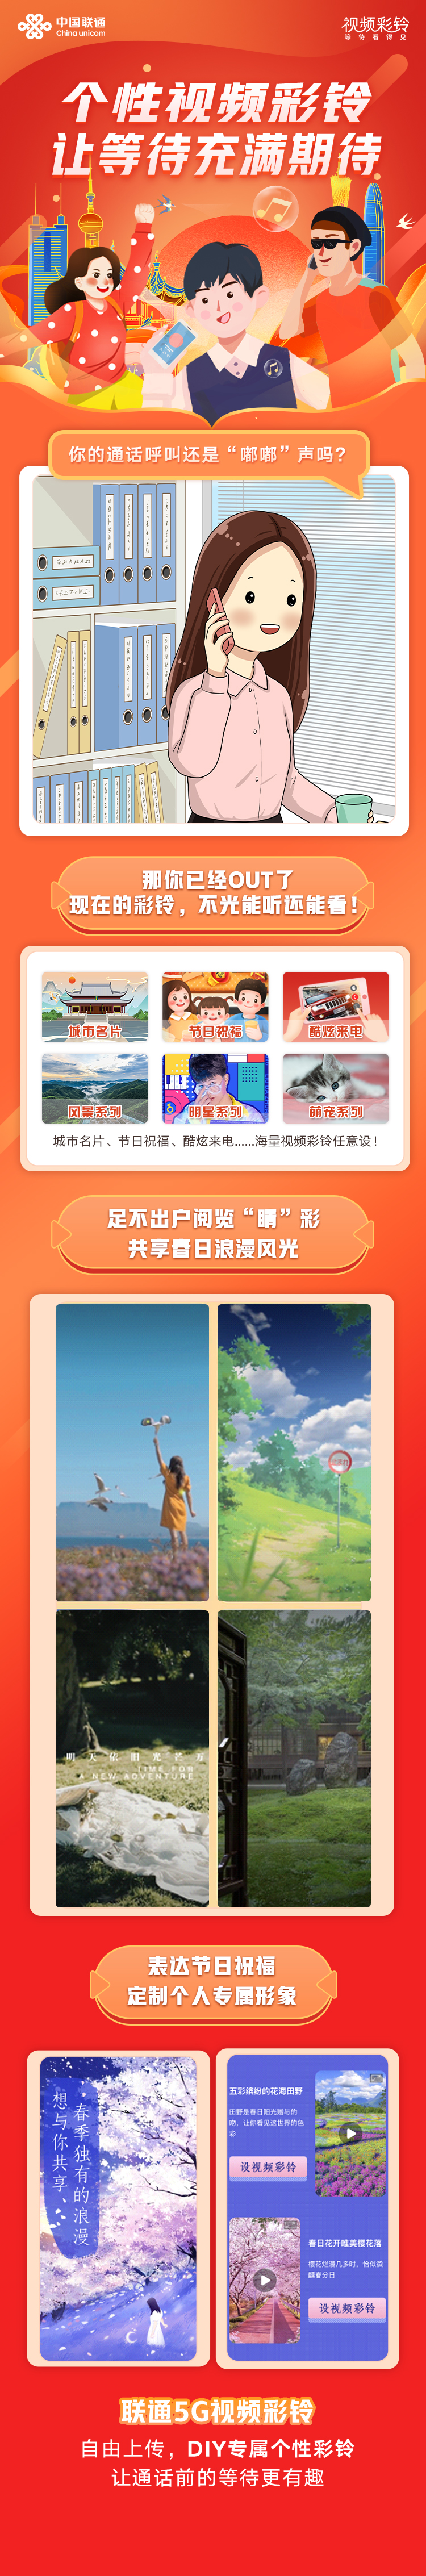 中国联通
China unicom
视频彩铃
等待看得见
个性视频彩铃
让等待充满期待
你的通话呼叫还是“嘟嘟”声吗?
那你已经OUT了
现在的彩铃，不光能听还能看!
城市名片
节日祝福
酷炫来电
风景系列
明星系列
萌宠系列
城市名片、节日祝福、酷炫来电......海量视频彩铃任意设!
足不出户阅览“睛”彩
共享春日浪漫风光
明天依旧光芒万
TIME FOR
A NEW ADVENTURE
表达节日祝福
定制个人专属形象
春季独有的浪漫
想与你共享、
五彩缤纷的花海田野
田野是春日阳光赠与的
吻，让你看见这世界的色
彩
设视频彩铃
春日花开唯美樱花落
樱花烂漫几多时，恰似微
醺春分日
设视频彩铃
联通5G视频彩铃
自由上传，DIY专属个性彩铃
让通话前的等待更有趣